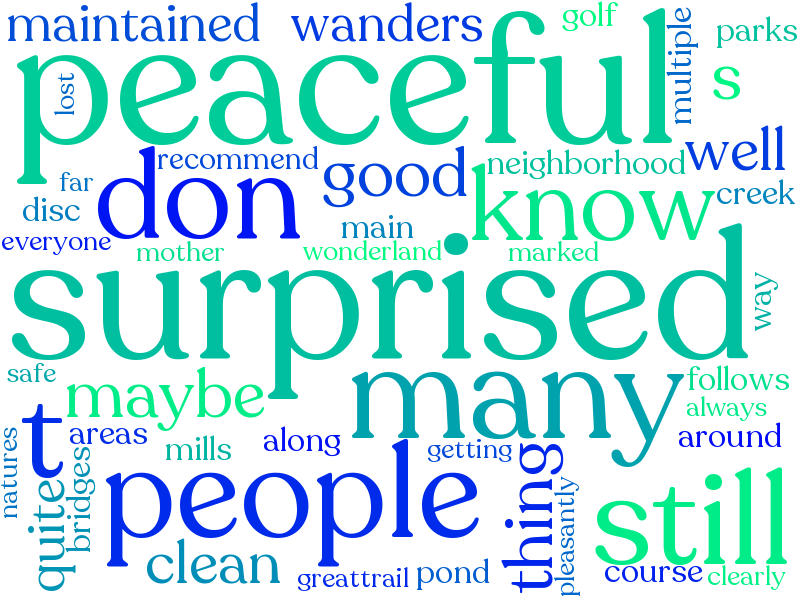 maintained
wanders
golf
parks
peaceful
multiple
s
lost
recommend
good
neighborhood
well
far
don
know
creek
disc
main
everyone
mother
wonderland
marked
surprised
way
safe
maybe
many
follows
always
t
areas
mills
along
getting
around
natures
quite
bridges
people
thing
pleasantly
still
clean
greattrail
pond
course
clearly